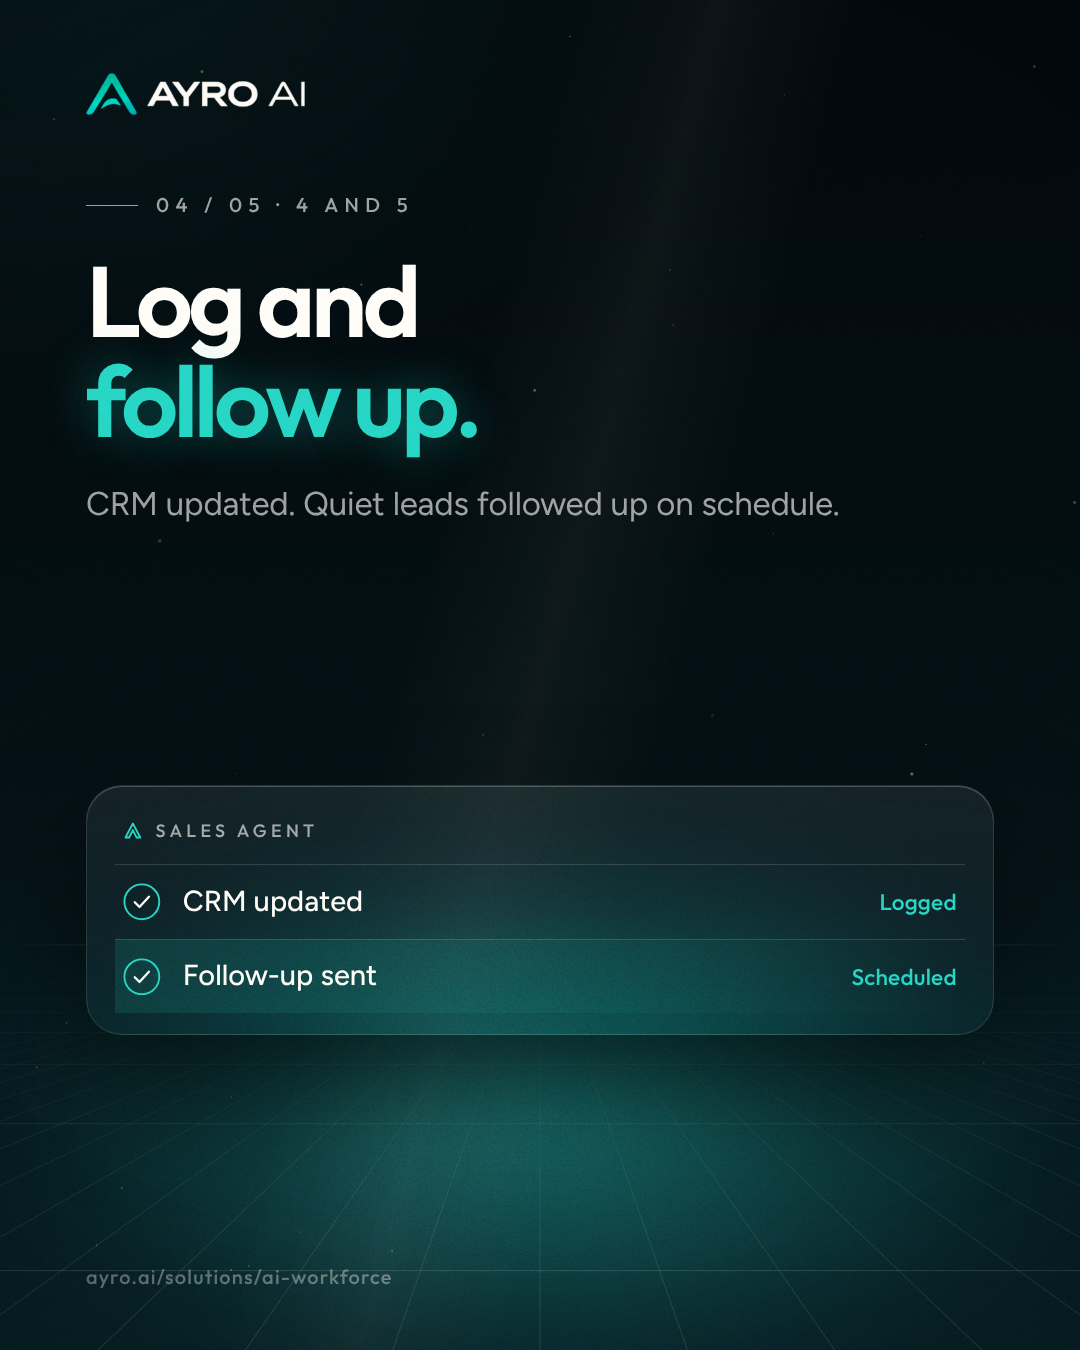 AYRO AI
04 / 05 · 4 AND 5
Log and
follow up.
CRM updated. Quiet leads followed up on schedule.
SALES AGENT
CRM updated
Logged
Follow-up sent
Scheduled
ayro.ai/solutions/ai-workforce